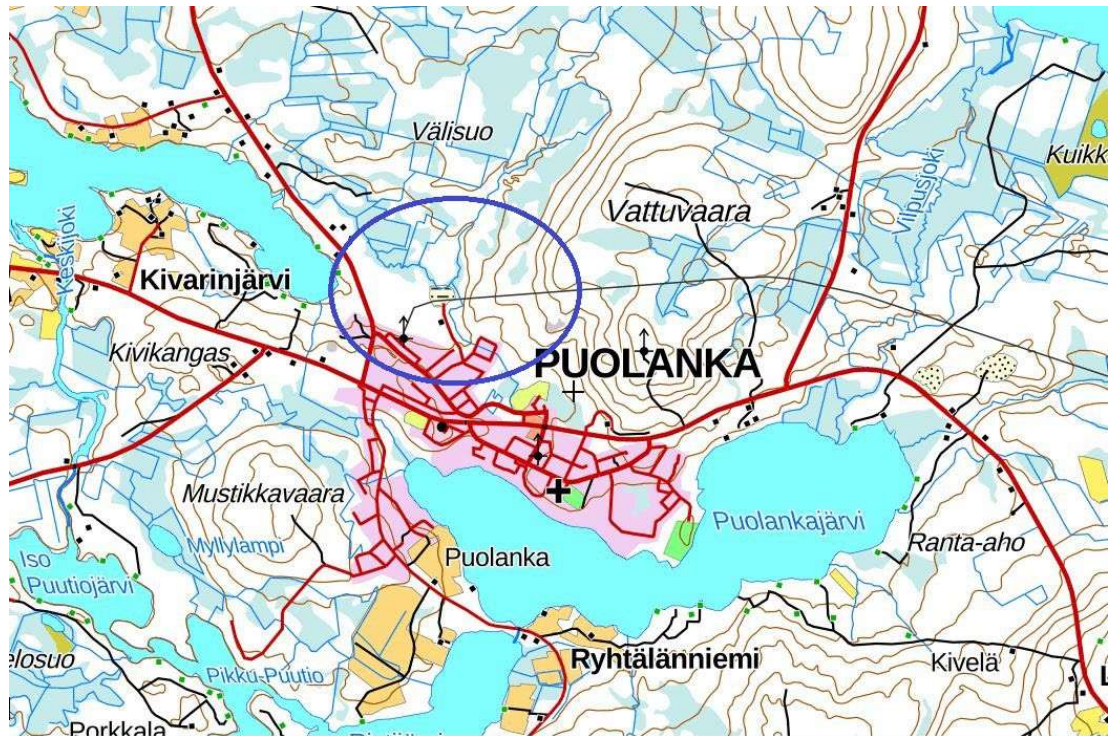 Välisuo
Kuikk
Vattuvaara
Viipusjoki
Keskijoki
Kivarinjärvi
Kivikangas
PUOLANKA
Mustikkavaara
Puolankajärvi
Myllylampi
Ranta-aho
Puolanka
Iso
Puutiojärvi
elosuo
Ryhtälänniemi
Kivelä
Pikku-Puutio
L
Porkkala